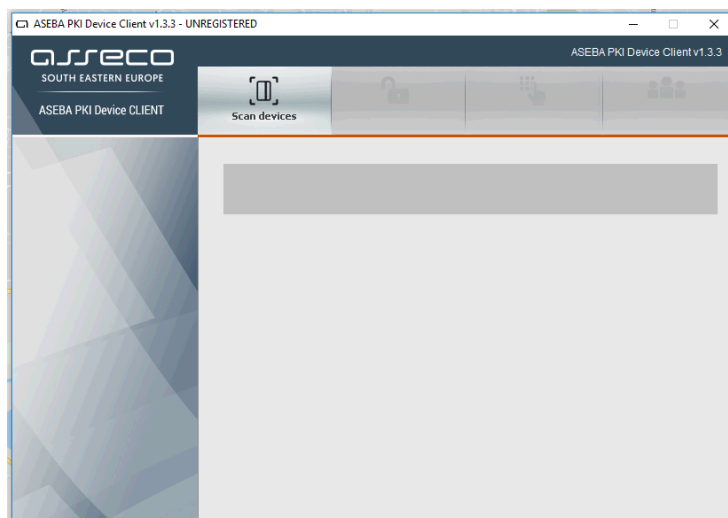 ASEBA PKI Device Client v1.3.3 - UNREGISTERED
asseco
SOUTH EASTERN EUROPE
ASEBA PKI Device CLIENT
ASEBA PKI Device Client v1.3.3
Scan devices